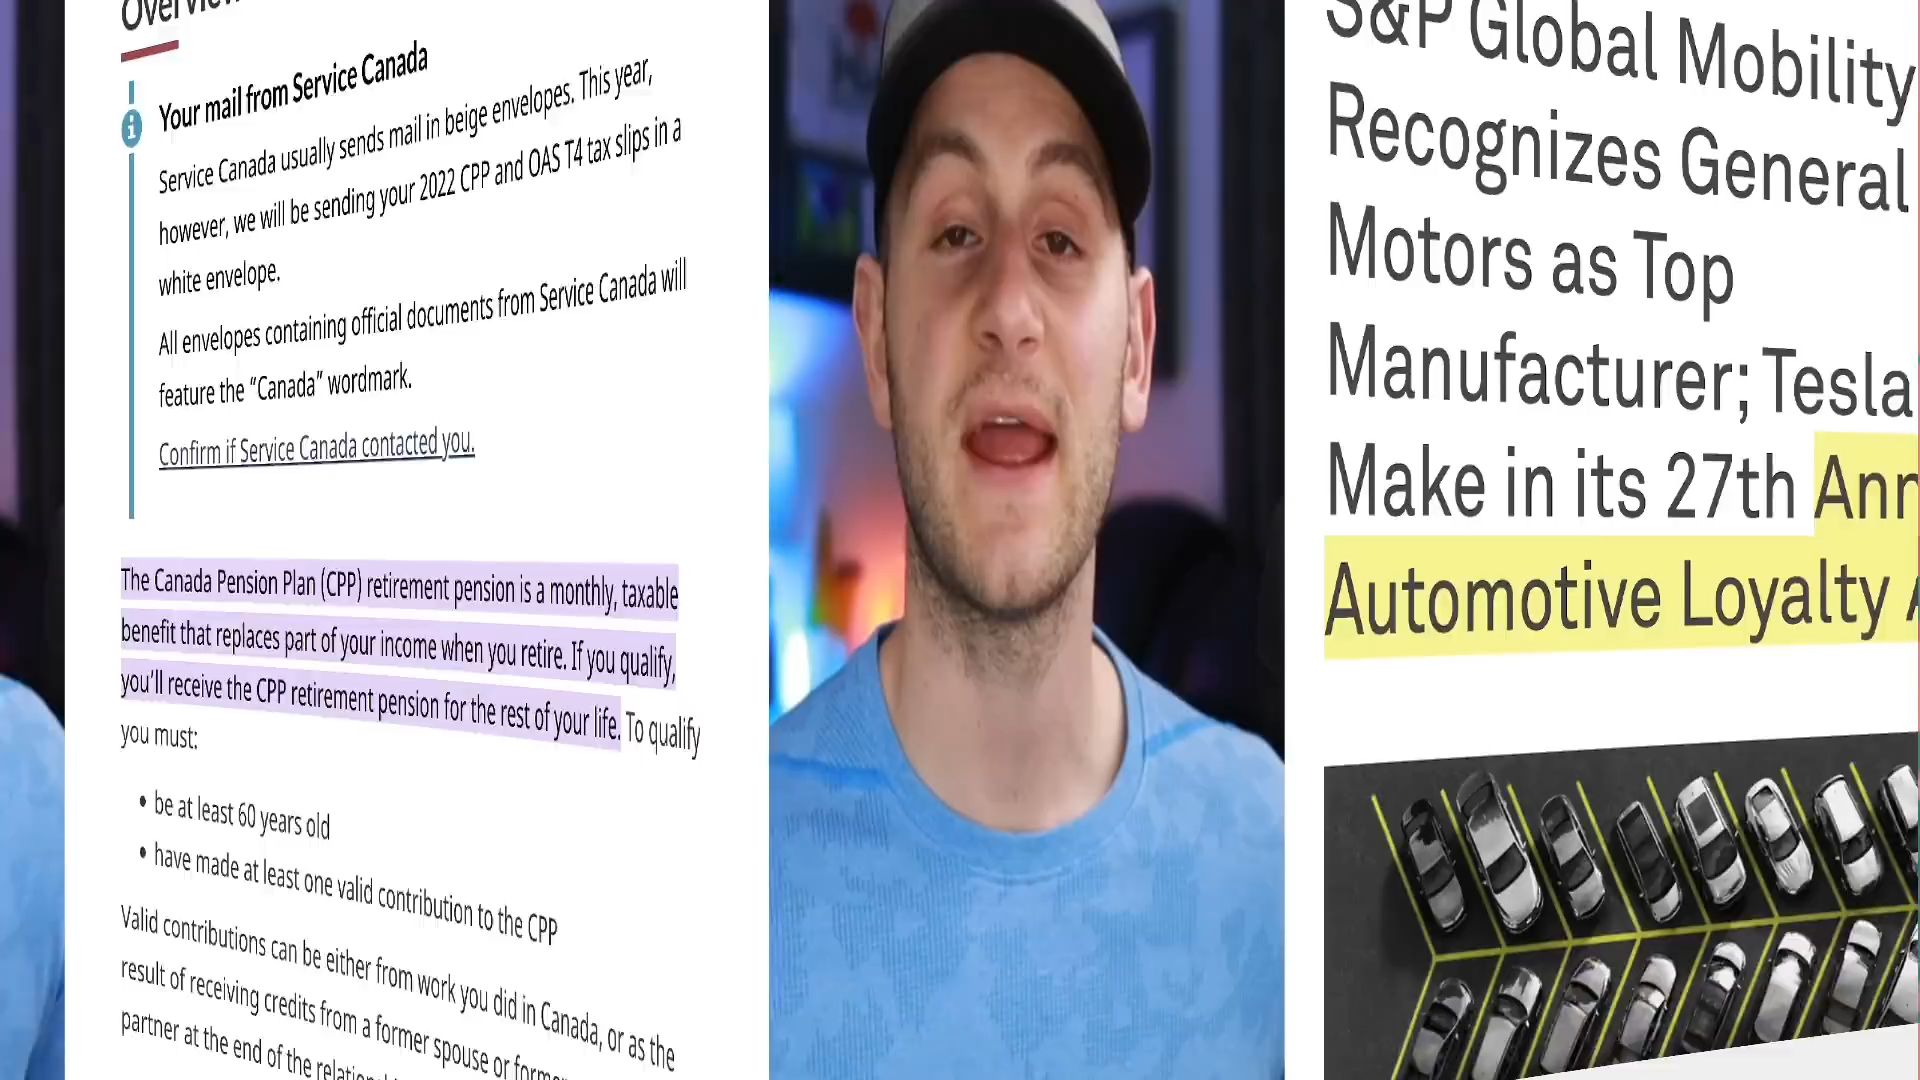 Overview
Your mail from Service Canada
Service Canada usually sends mail in beige envelopes. This year,
however, we will be sending your 2022 CPP and OAS T4 tax slips in a
white envelope.
All envelopes containing official documents from Service Canada will
feature the “Canada” wordmark.
Confirm if Service Canada contacted you.
The Canada Pension Plan (CPP) retirement pension is a monthly, taxable
benefit that replaces part of your income when you retire. If you qualify,
you’ll receive the CPP retirement pension for the rest of your life. To qualify
you must:
• be at least 60 years old
• have made at least one valid contribution to the CPP
Valid contributions can be either from work you did in Canada, or as the
result of receiving credits from a former spouse or former
partner at the end of the
S&P Global Mobility
Recognizes General
Motors as Top
Manufacturer; Tesla
Make in its 27th
Automotive Loyalty